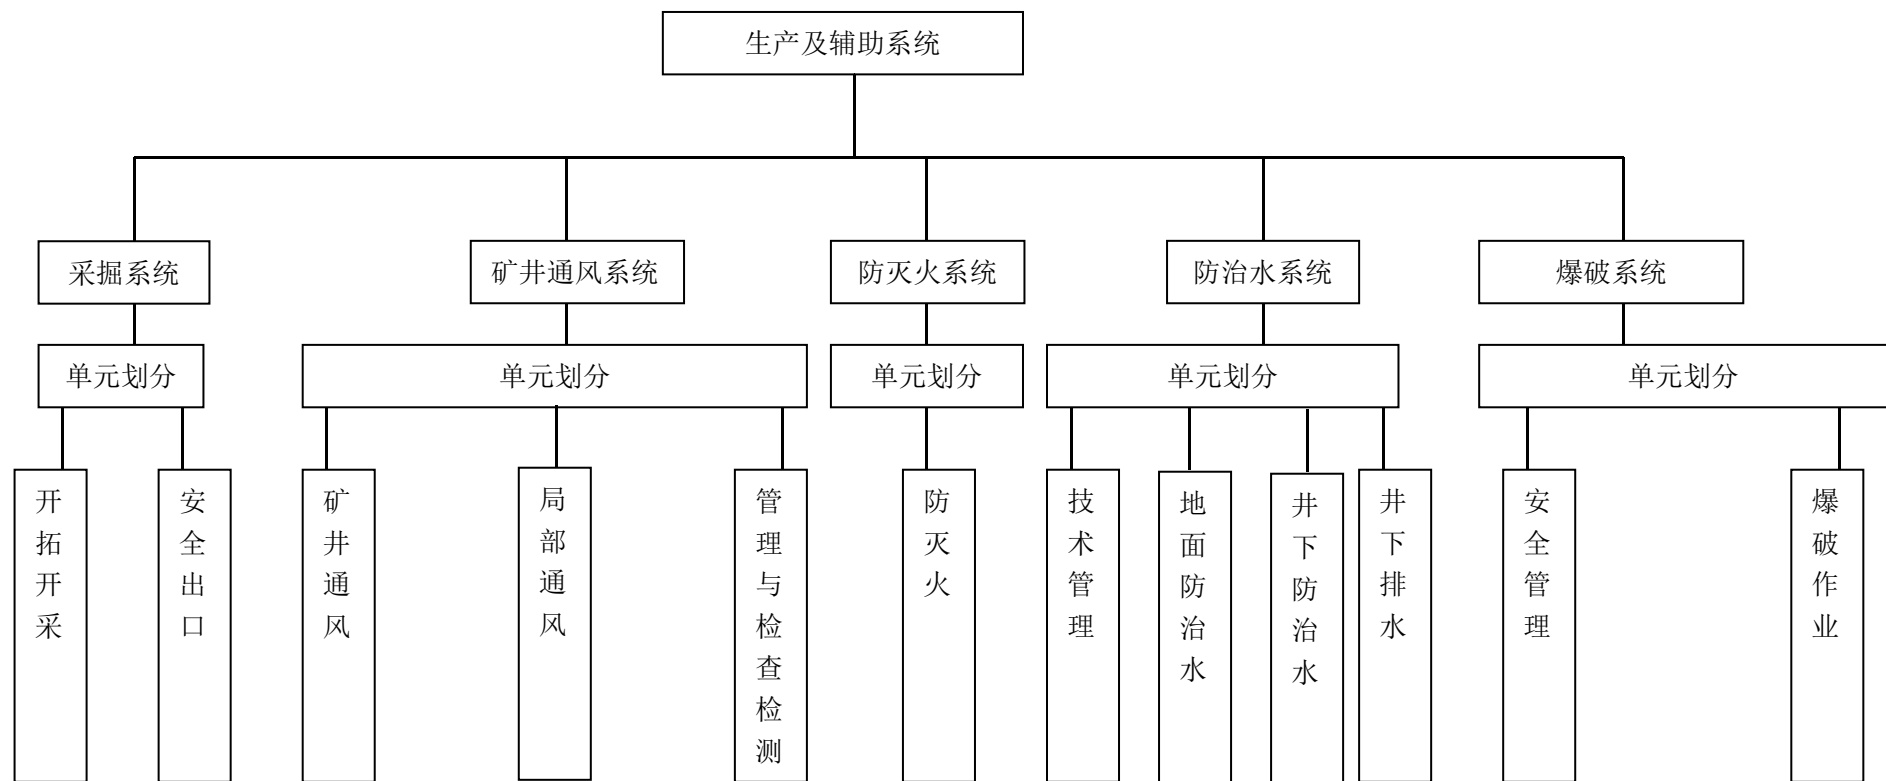 生产及辅助系统
采掘系统
矿井通风系统
防灭火系统
防治水系统
爆破系统
单元划分
单元划分
单元划分
单元划分
单元划分
开拓开采
安全出口
矿井通风
局部通风
管理与检查检测
防灭火
技术管理
地面防治水
井下防治水
井下排水
安全管理
爆破作业